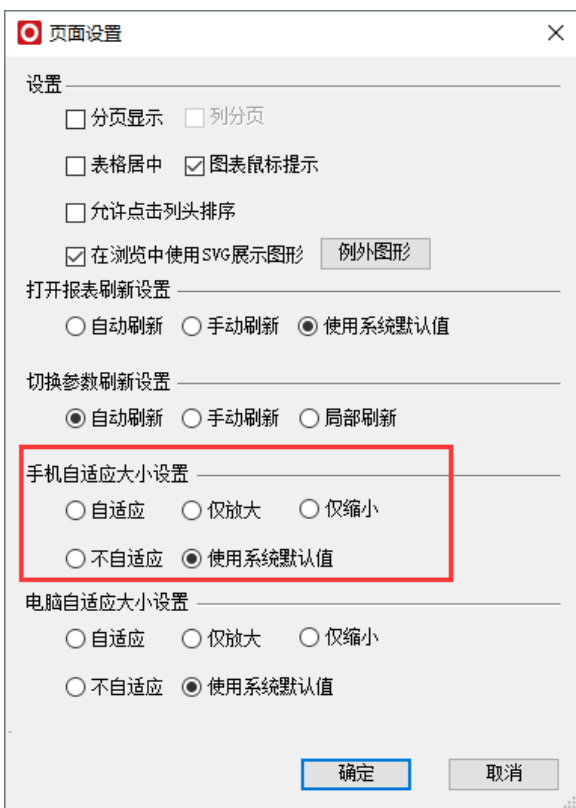 页面设置
设置
分页显示 列分页
表格居中 图表鼠标提示
允许点击列头排序
在浏览中使用SVG展示图形 例外图形
打开报表刷新设置
自动刷新 手动刷新 使用系统默认值
切换参数刷新设置
自动刷新 手动刷新 局部刷新
手机自适应大小设置
自适应 仅放大 仅缩小
不自适应 使用系统默认值
电脑自适应大小设置
自适应 仅放大 仅缩小
不自适应 使用系统默认值
确定 取消